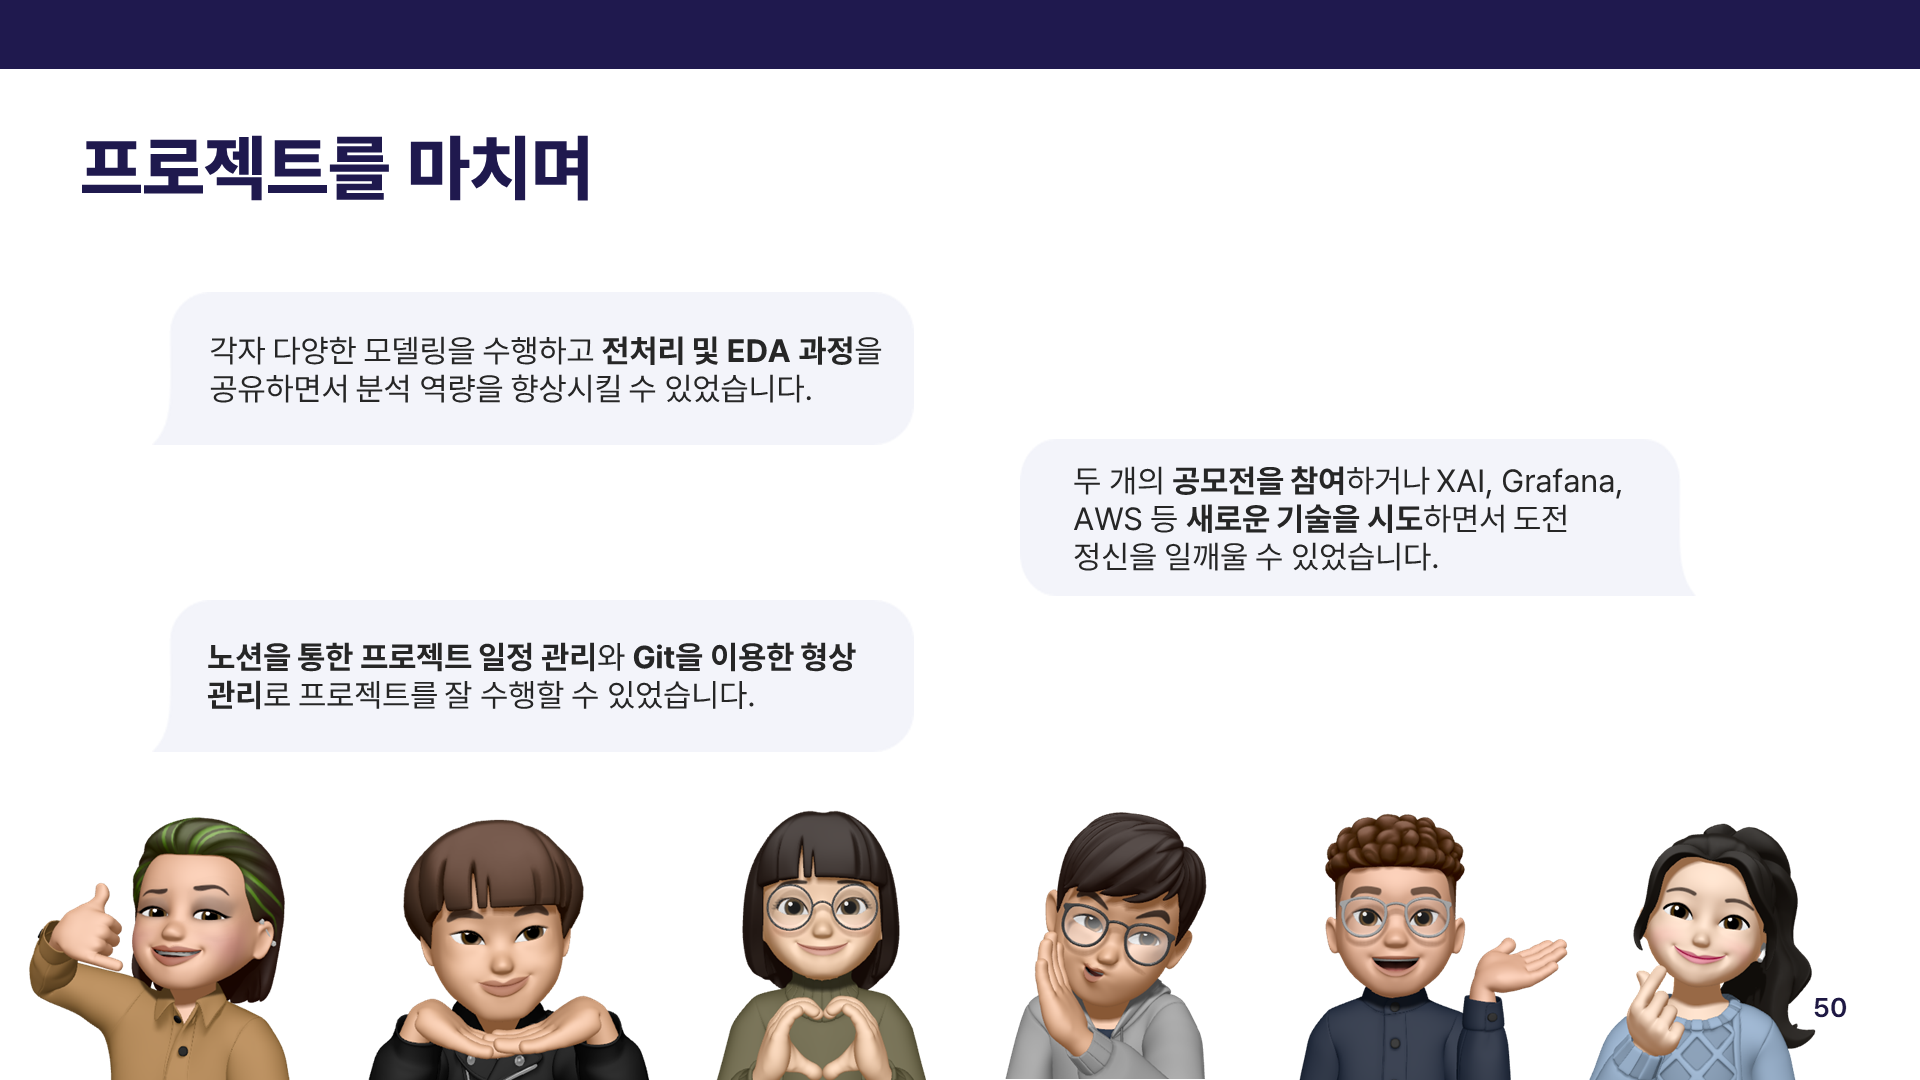 프로젝트를 마치며
각자 다양한 모델링을 수행하고 전처리 및 EDA 과정을
공유하면서 분석 역량을 향상시킬 수 있었습니다.
두 개의 공모전을 참여하거나 XAI, Grafana,
AWS 등 새로운 기술을 시도하면서 도전
정신을 일깨울 수 있었습니다.
노션을 통한 프로젝트 일정 관리와 Git을 이용한 형상
관리로 프로젝트를 잘 수행할 수 있었습니다.
50